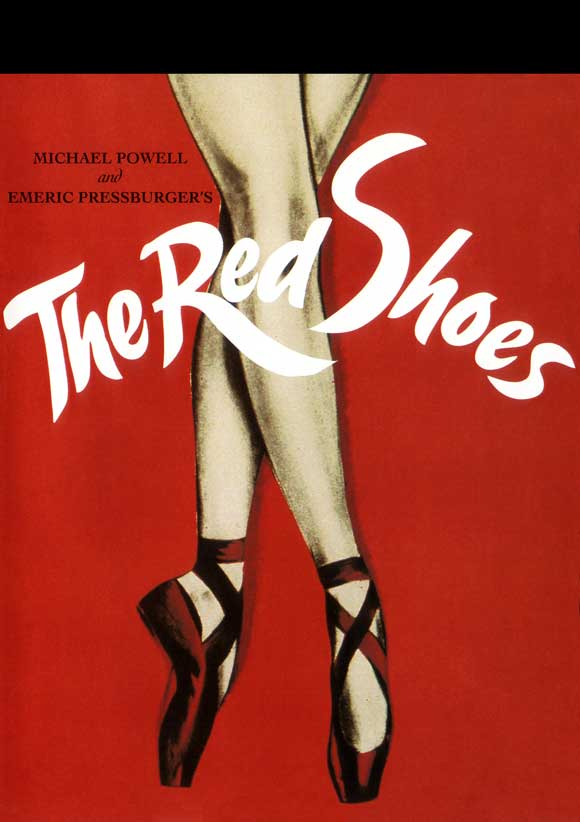 MICHAEL POWELL
and
EMERIC PRESSBURGER'S
The Red Shoes